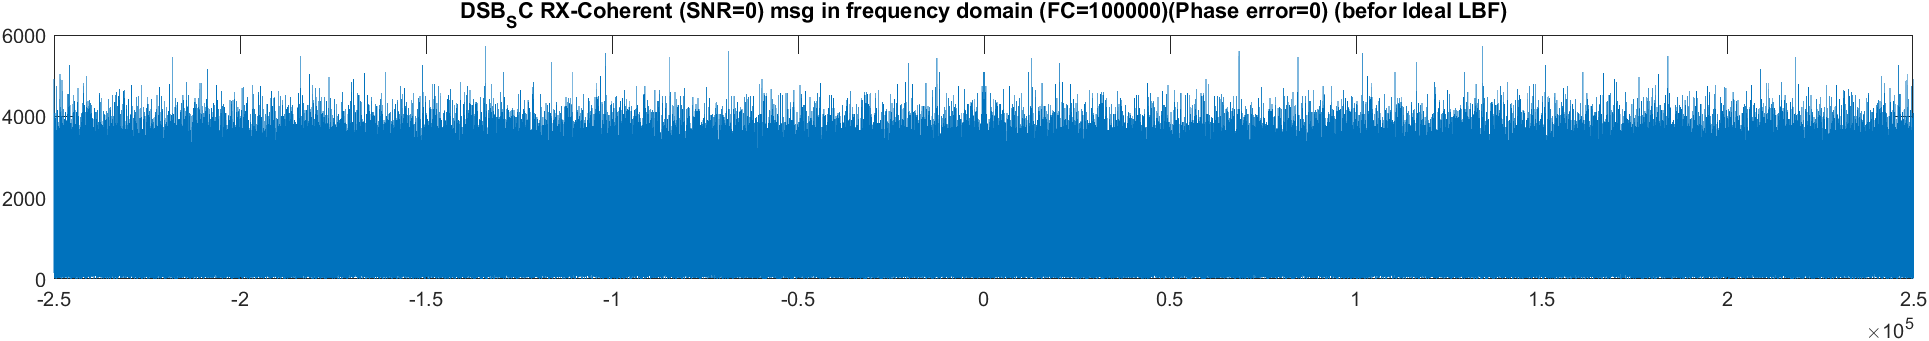 DSB_SC RX-Coherent (SNR=0) msg in frequency domain (FC=100000)(Phase error=0) (befor Ideal LBF)
6000
4000
2000
0
-2.5 -2 -1.5 -1 -0.5 0 0.5 1 1.5 2 2.5
×10^5